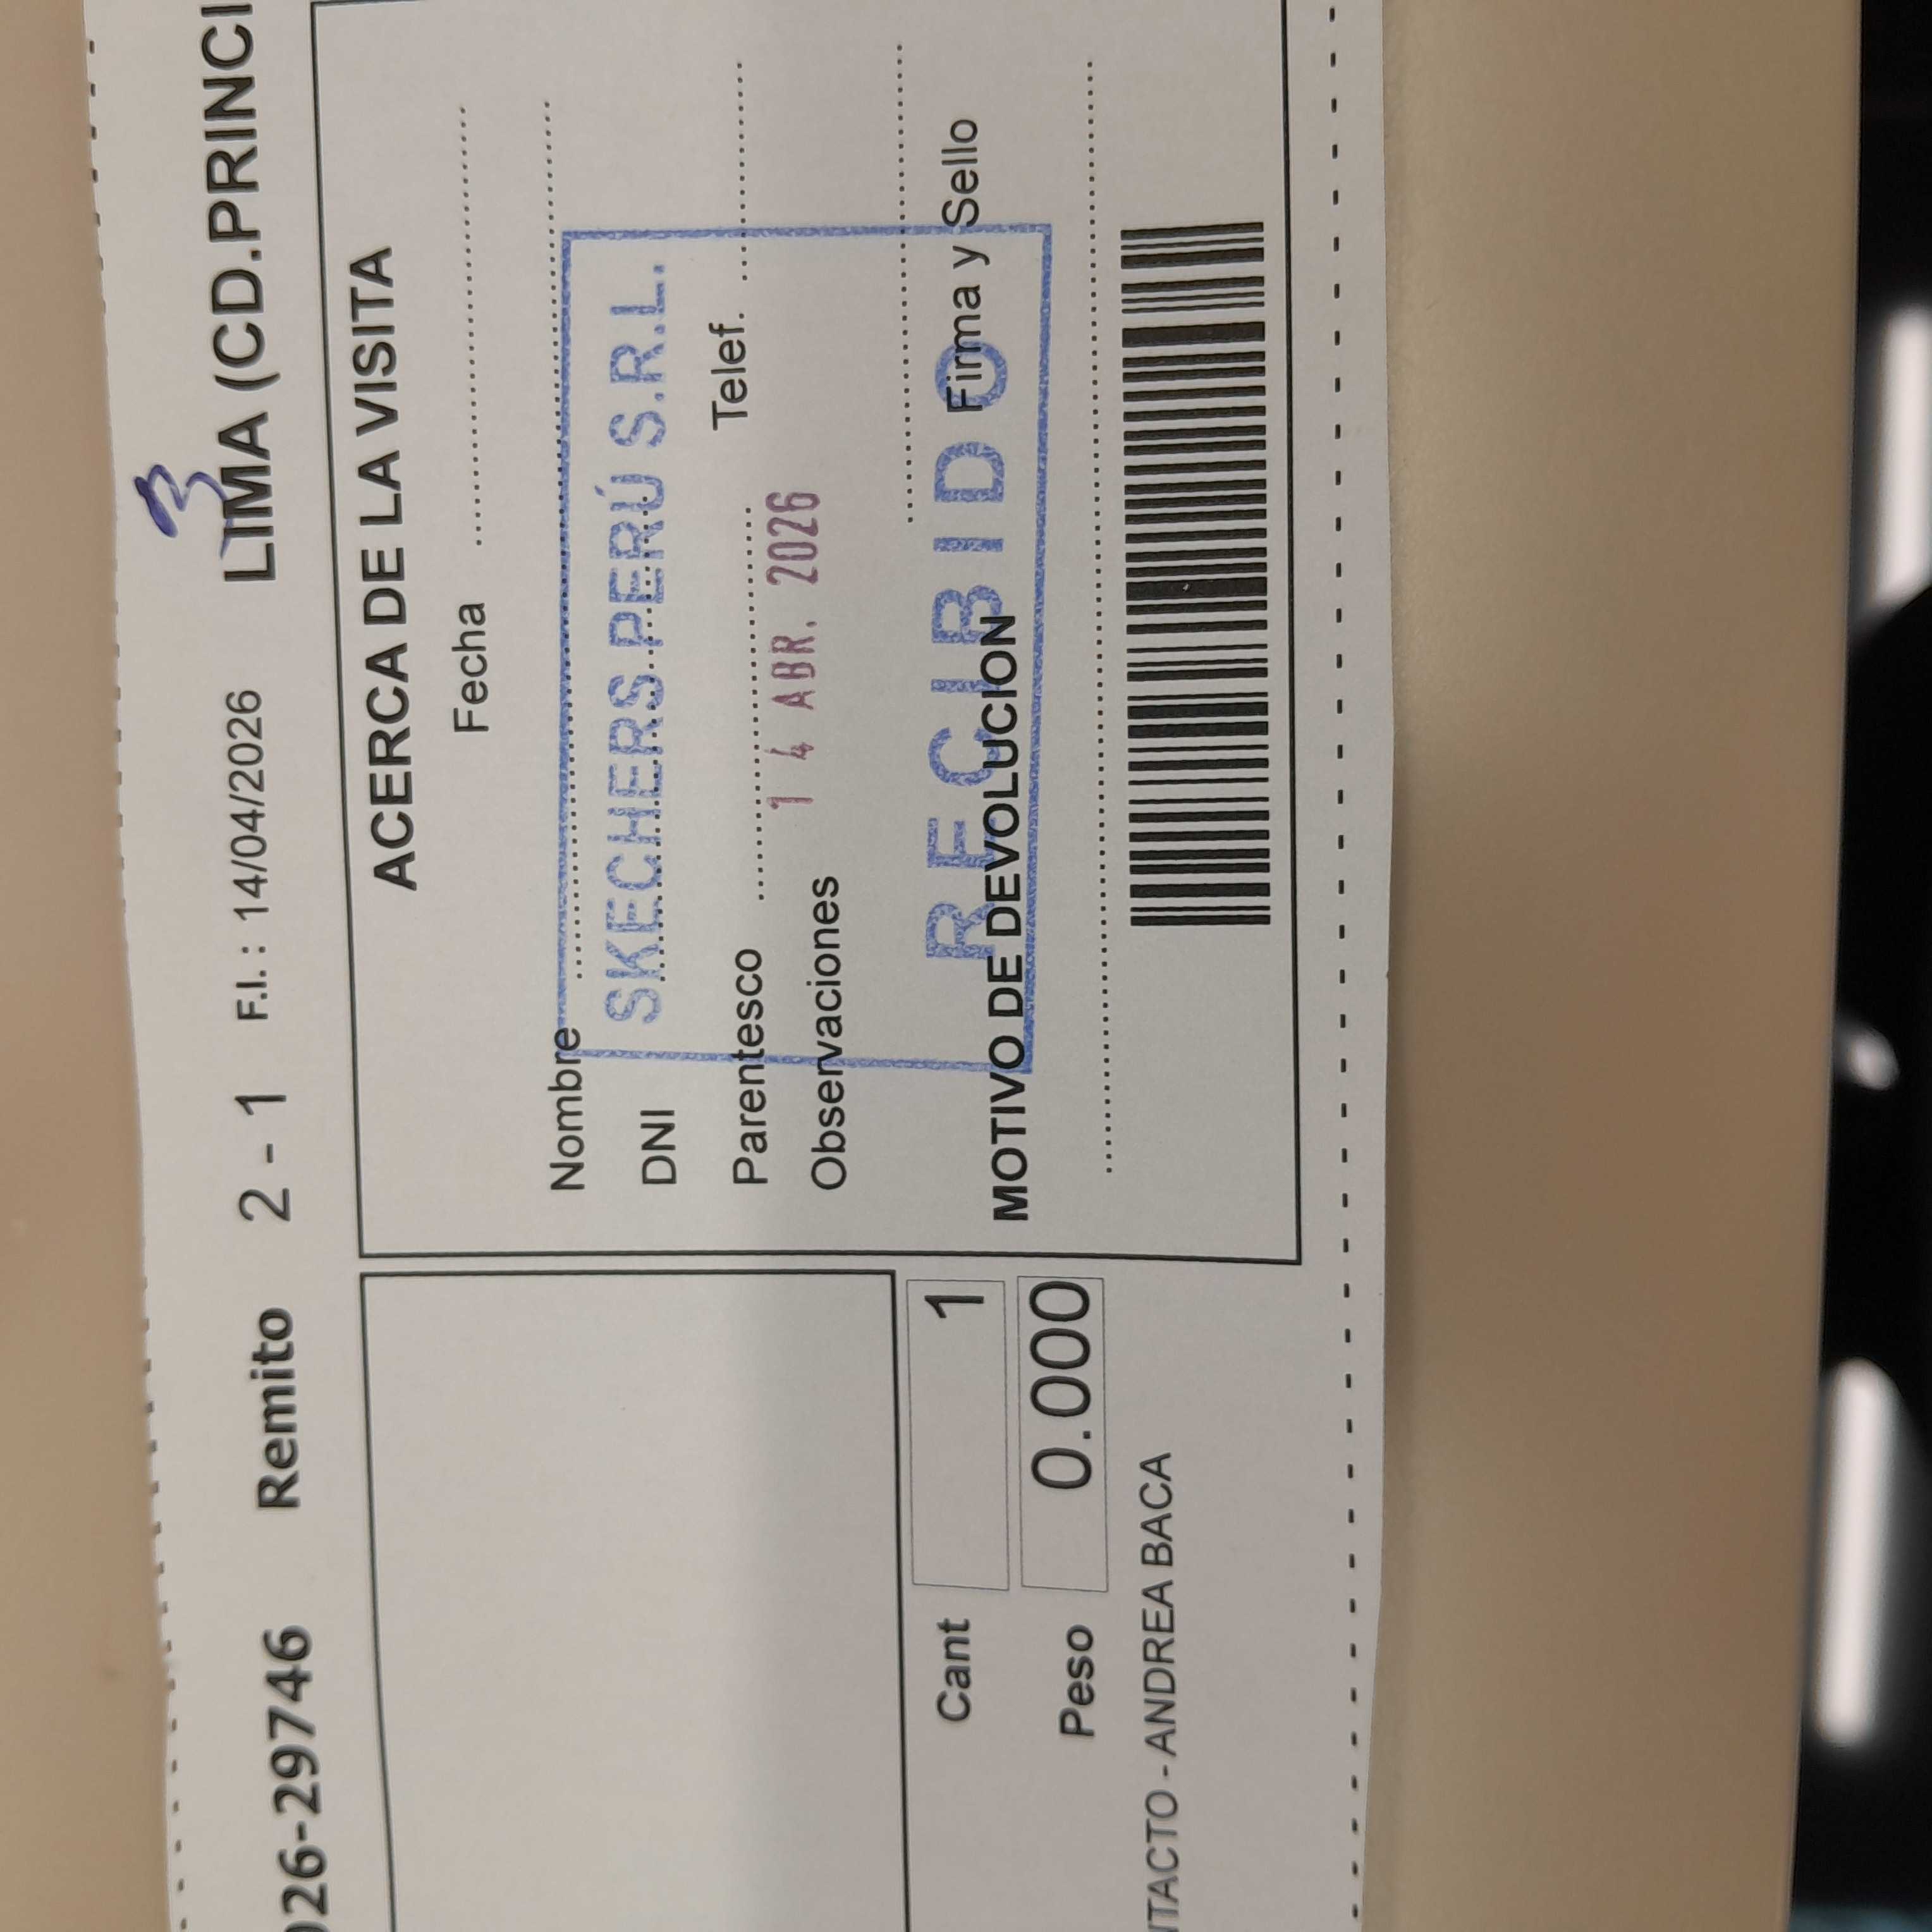 026-29746 Remito 2 - 1 F.I. : 14/04/2026 LIMA (CD.PRINCI
3
ACERCA DE LA VISITA
Fecha
Nombre
SKECHERS PERÚ S.R.L.
DNI
Parentesco Telef.
14 ABR. 2026
Observaciones
RECIBIDO
Firma y Sello
MOTIVO DE DEVOLUCION
Cant 1
Peso 0.000
NTACTO - ANDREA BACA